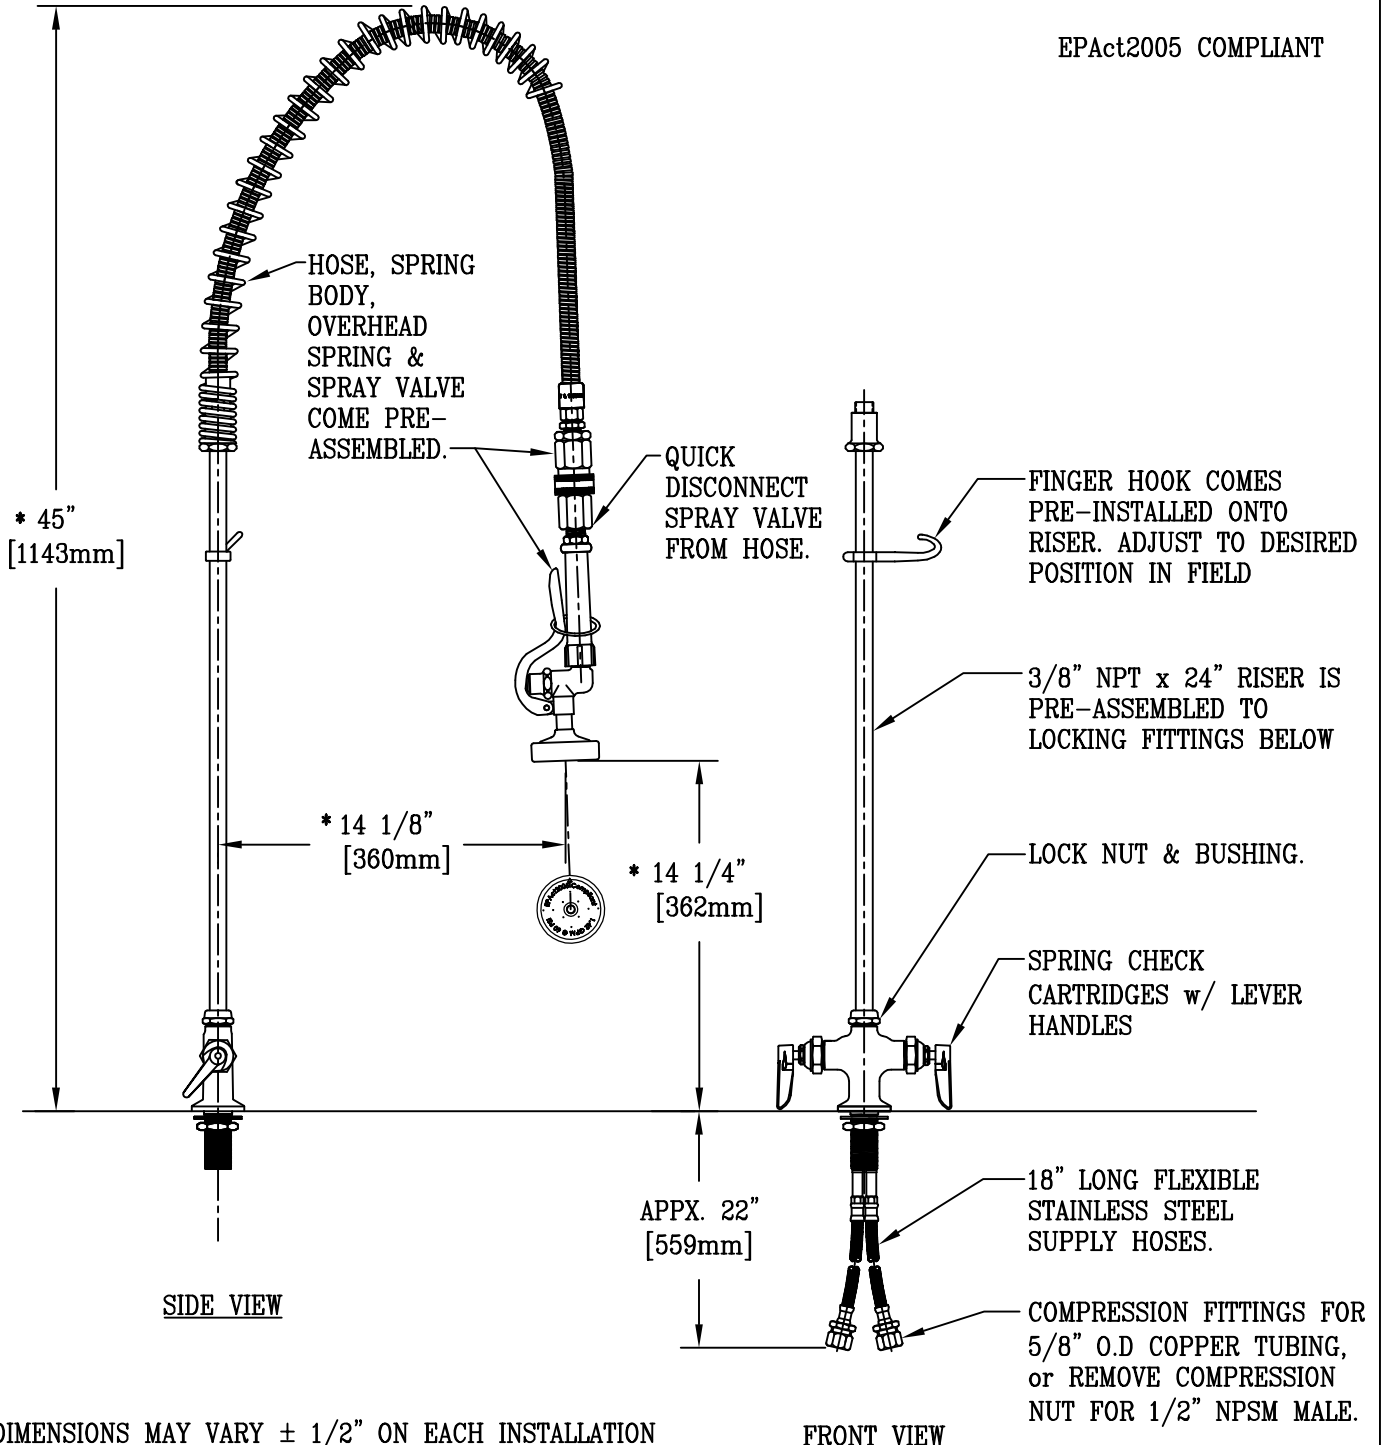 EPAct2005 COMPLIANT
HOSE, SPRING
BODY,
OVERHEAD
SPRING &
SPRAY VALVE
COME PRE-
ASSEMBLED.
QUICK
DISCONNECT
SPRAY VALVE
FROM HOSE.
FINGER HOOK COMES
PRE-INSTALLED ONTO
RISER. ADJUST TO DESIRED
POSITION IN FIELD
* 45"
[1143mm]
3/8" NPT x 24" RISER IS
PRE-ASSEMBLED TO
LOCKING FITTINGS BELOW
* 14 1/8"
[360mm]
* 14 1/4"
[362mm]
LOCK NUT & BUSHING.
SPRING CHECK
CARTRIDGES w/ LEVER
HANDLES
APPX. 22"
[559mm]
18" LONG FLEXIBLE
STAINLESS STEEL
SUPPLY HOSES.
SIDE VIEW
COMPRESSION FITTINGS FOR
5/8" O.D COPPER TUBING,
or REMOVE COMPRESSION
NUT FOR 1/2" NPSM MALE.
DIMENSIONS MAY VARY ± 1/2" ON EACH INSTALLATION
FRONT VIEW